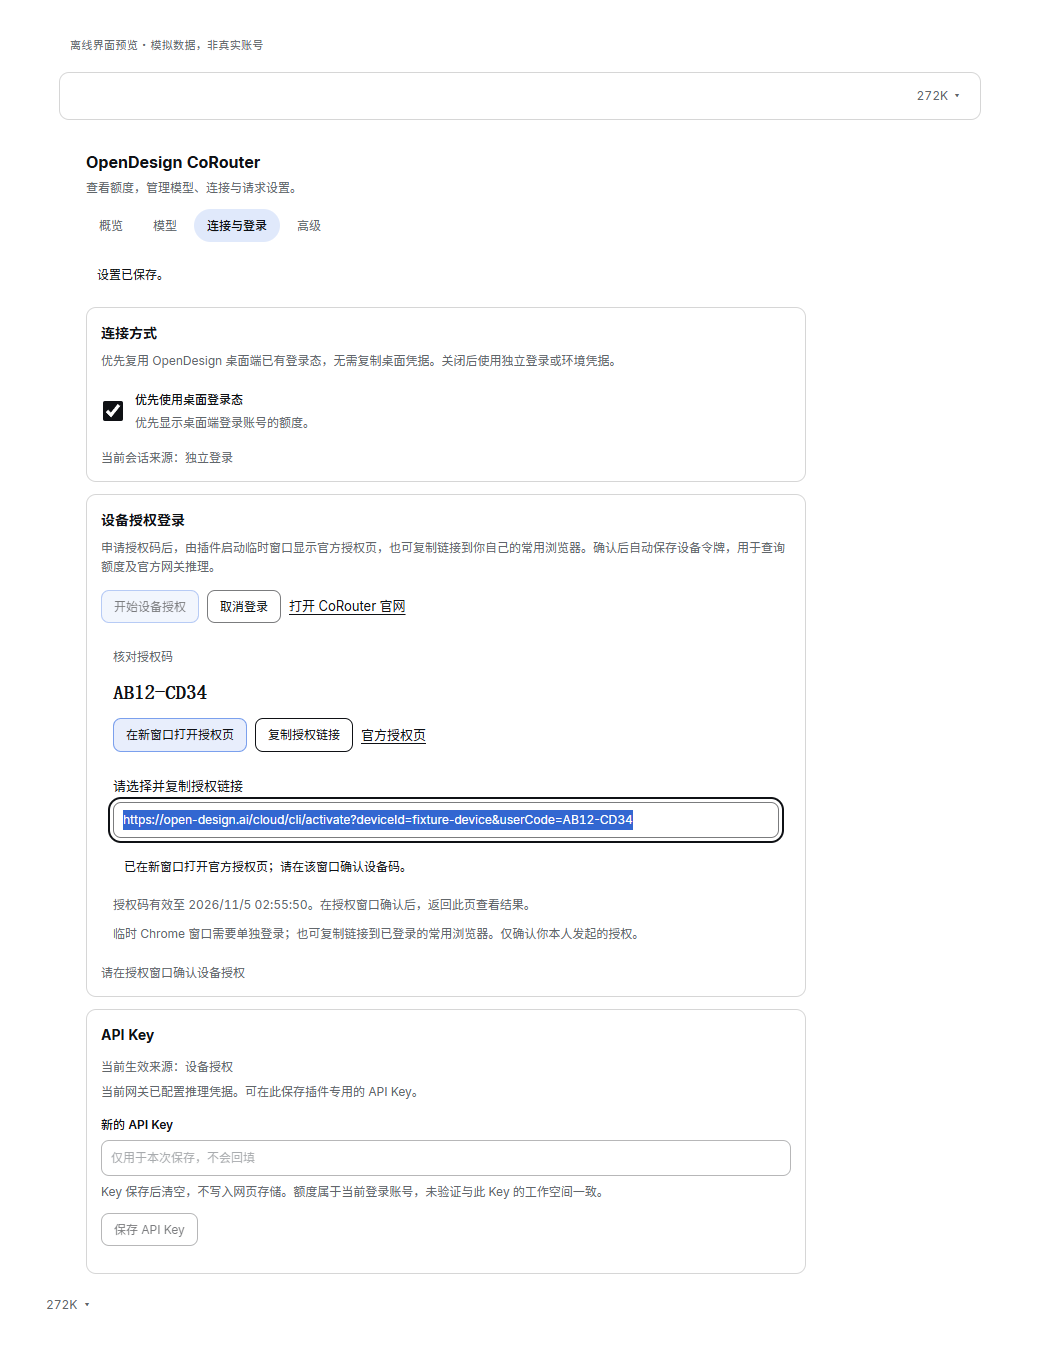 离线界面预览 · 模拟数据，非真实账号
272K
OpenDesign CoRouter
查看额度，管理模型、连接与请求设置。
概览 模型 连接与登录 高级
设置已保存。
连接方式
优先复用 OpenDesign 桌面端已有登录态，无需复制桌面凭据。关闭后使用独立登录或环境凭据。
优先使用桌面登录态
优先显示桌面端登录账号的额度。
当前会话来源：独立登录
设备授权登录
申请授权码后，由插件启动临时窗口显示官方授权页，也可复制链接到你自己的常用浏览器。确认后自动保存设备令牌，用于查询
额度及官方网关推理。
开始设备授权 取消登录 打开 CoRouter 官网
核对授权码
AB12-CD34
在新窗口打开授权页 复制授权链接 官方授权页
请选择并复制授权链接
https://open-design.ai/cloud/cli/activate?deviceId=fixture-device&userCode=AB12-CD34
已在新窗口打开官方授权页；请在该窗口确认设备码。
授权码有效至 2026/11/5 02:55:50。在授权窗口确认后，返回此页查看结果。
临时 Chrome 窗口需要单独登录；也可复制链接到已登录的常用浏览器。仅确认你本人发起的授权。
请在授权窗口确认设备授权
API Key
当前生效来源：设备授权
当前网关已配置推理凭据。可在此保存插件专用的 API Key。
新的 API Key
仅用于本次保存，不会回填
Key 保存后清空，不写入网页存储。额度属于当前登录账号，未验证与此 Key 的工作空间一致。
保存 API Key
272K